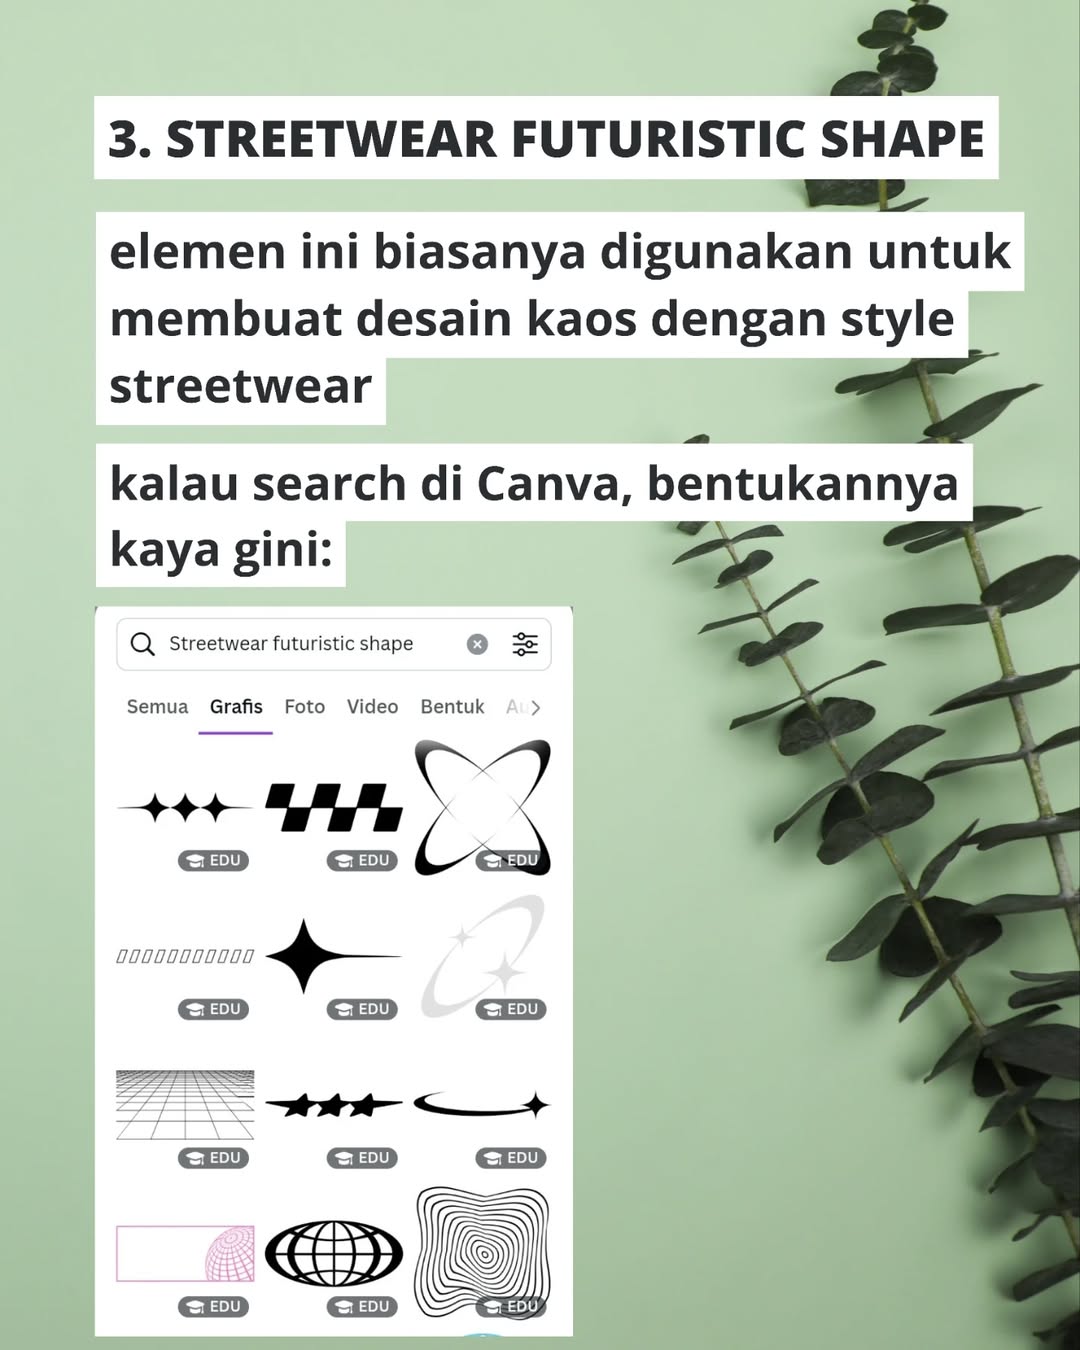 3. STREETWEAR FUTURISTIC SHAPE
elemen ini biasanya digunakan untuk
membuat desain kaos dengan style
streetwear
kalau search di Canva, bentukannya
kaya gini:
Streetwear futuristic shape
Semua Grafis Foto Video Bentuk Au
EDU EDU EDU
EDU EDU EDU
EDU EDU EDU
EDU EDU EDU